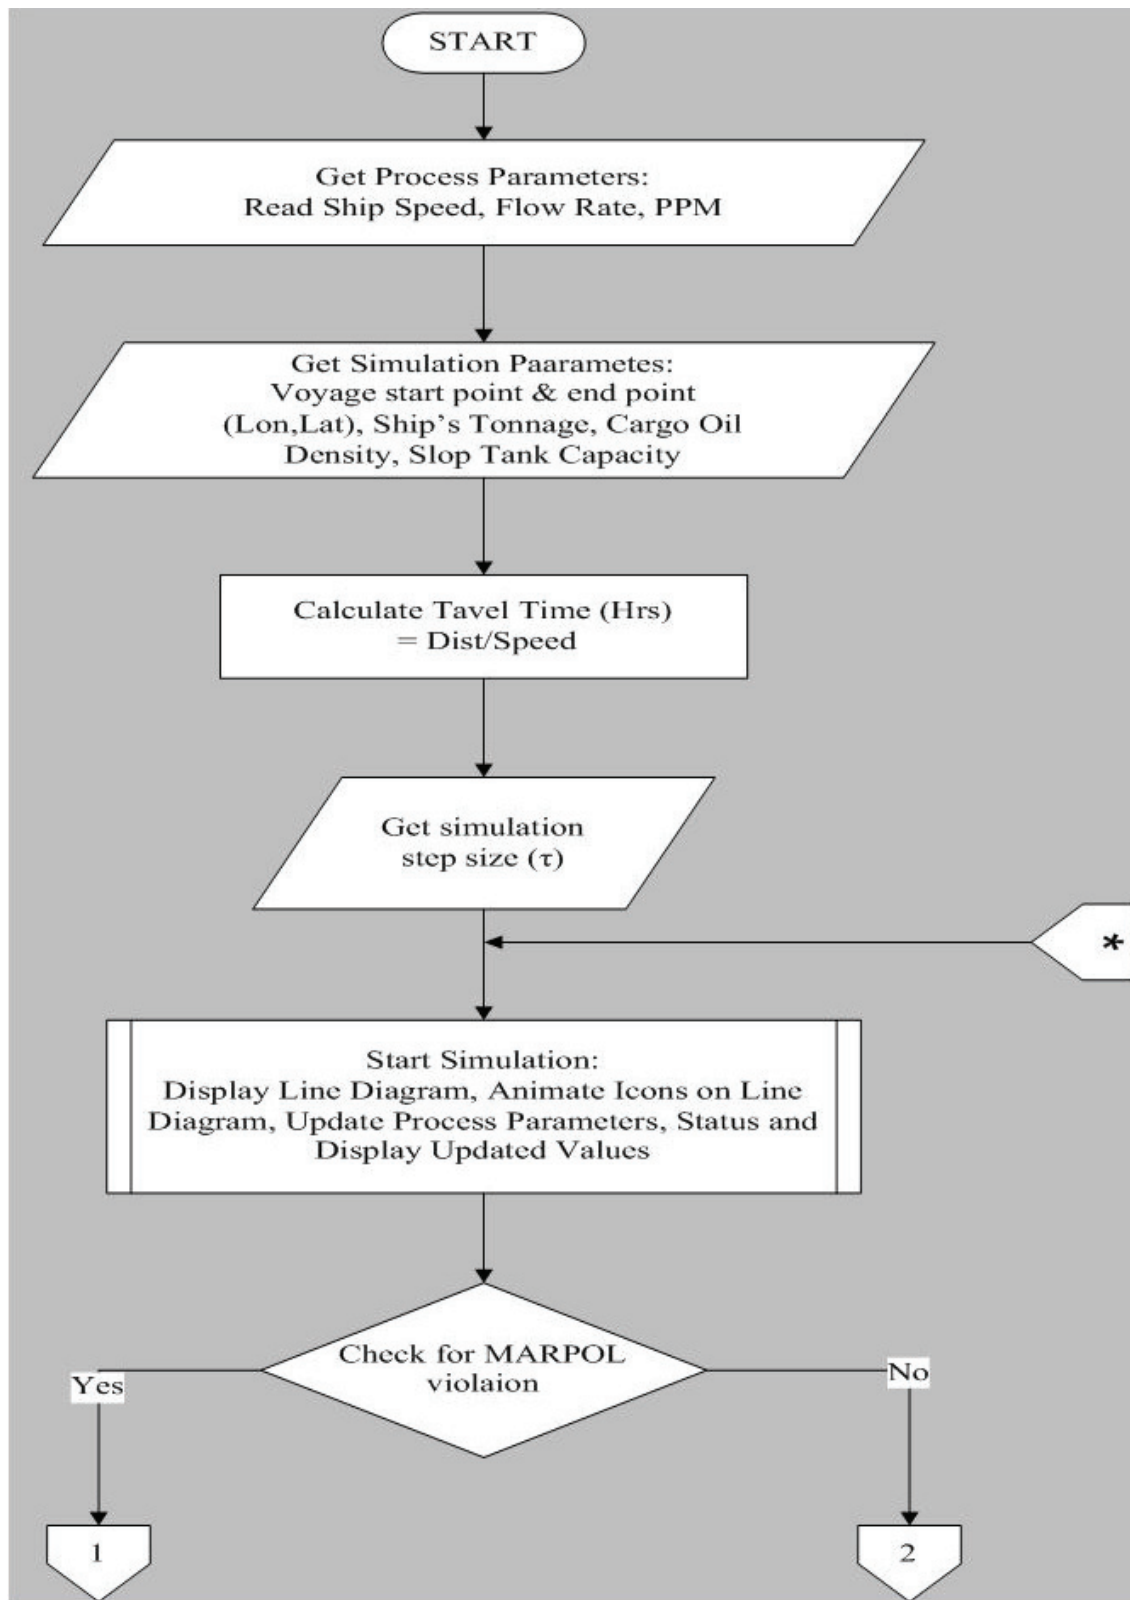 START
Get Process Parameters:
Read Ship Speed, Flow Rate, PPM
Get Simulation Paarametes:
Voyage start point & end point
(Lon,Lat), Ship's Tonnage, Cargo Oil
Density, Slop Tank Capacity
Calculate Tavel Time (Hrs)
= Dist/Speed
Get simulation
step size (τ)
*
Start Simulation:
Display Line Diagram, Animate Icons on Line
Diagram, Update Process Parameters, Status and
Display Updated Values
Check for MARPOL
violaion
Yes
No
1
2